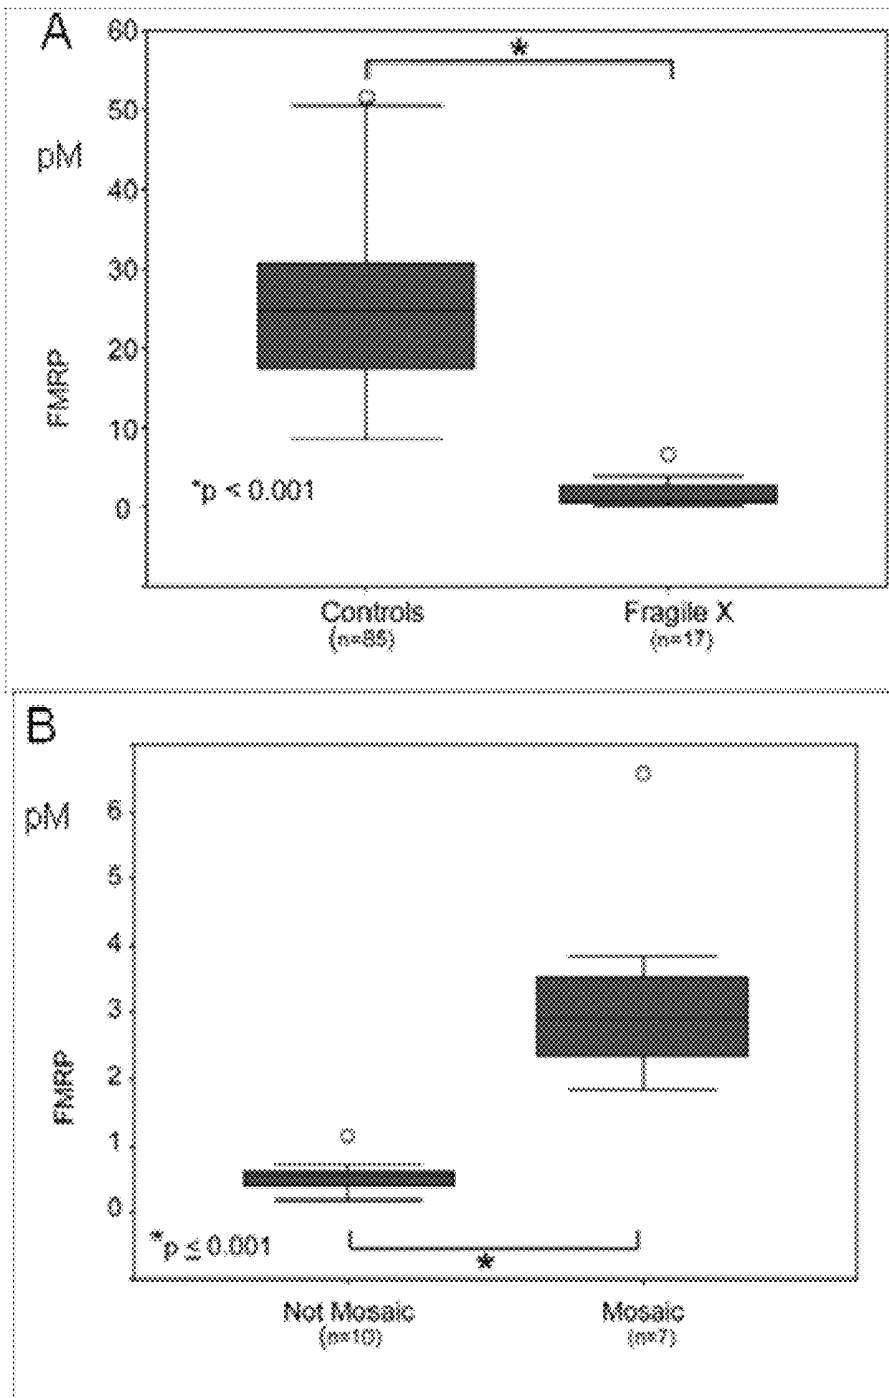 A
60
50
pM
40
30
20
FMRP
10
0
*
*p < 0.001
Controls
(n=85)
Fragile X
(n=17)
B
pM
6
5
4
3
2
FMRP
1
0
*p ≤ 0.001
*
Not Mosaic
(n=10)
Mosaic
(n=7)